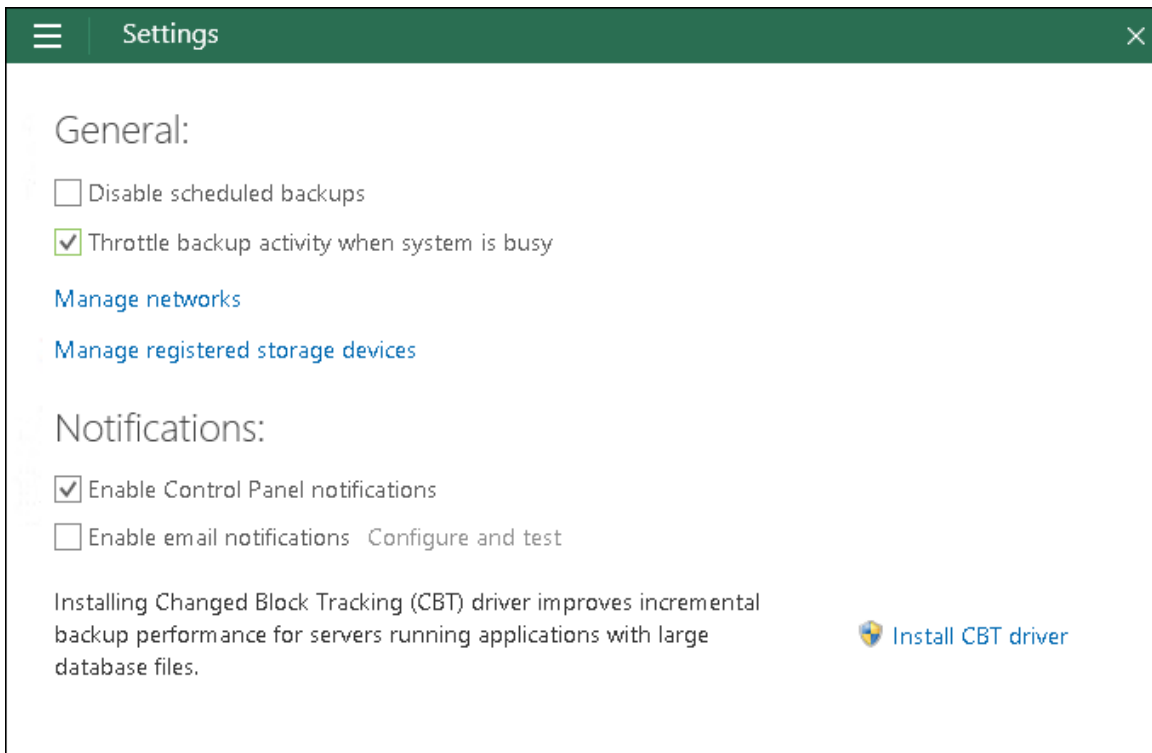 Settings
General:
Disable scheduled backups
Throttle backup activity when system is busy
Manage networks
Manage registered storage devices
Notifications:
Enable Control Panel notifications
Enable email notifications Configure and test
Installing Changed Block Tracking (CBT) driver improves incremental
backup performance for servers running applications with large
database files.
Install CBT driver